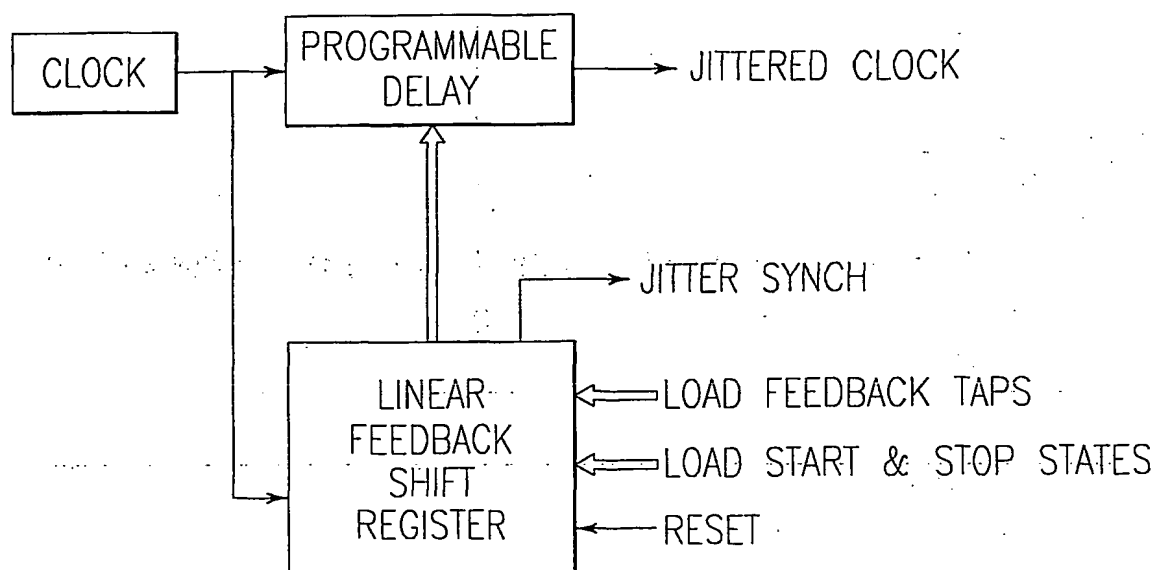 CLOCK
PROGRAMMABLE
DELAY
JITTERED CLOCK
JITTER SYNCH
LINEAR
FEEDBACK
SHIFT
REGISTER
LOAD FEEDBACK TAPS
LOAD START & STOP STATES
RESET